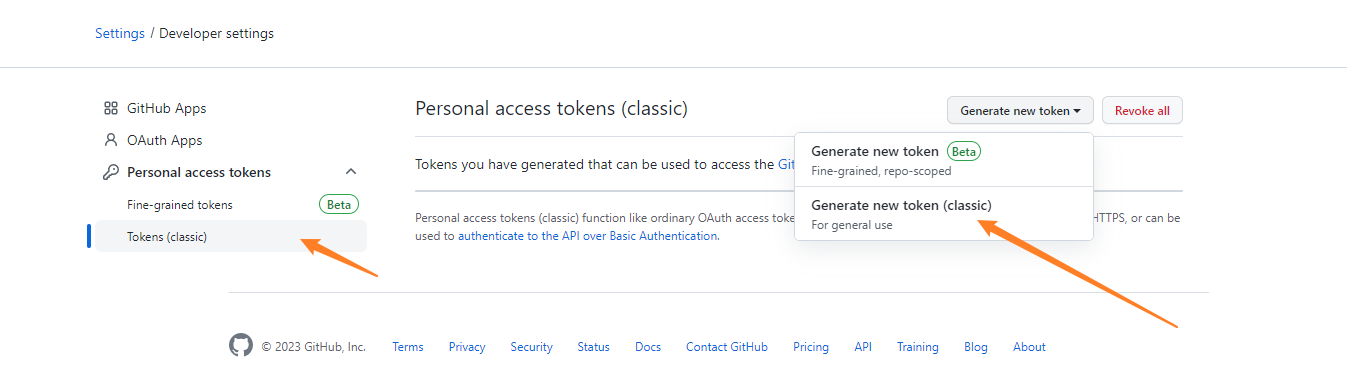 Settings / Developer settings
GitHub Apps
OAuth Apps
Personal access tokens
Fine-grained tokens Beta
Tokens (classic)
Personal access tokens (classic)
Generate new token
Revoke all
Tokens you have generated that can be used to access the
Generate new token Beta
Fine-grained, repo-scoped
Generate new token (classic)
For general use
Personal access tokens (classic) function like ordinary OAuth access HTTPS, or can be
used to authenticate to the API over Basic Authentication.
© 2023 GitHub, Inc. Terms Privacy Security Status Docs Contact GitHub Pricing API Training Blog About